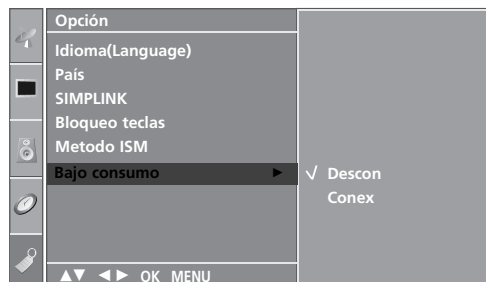 Opción
Idioma(Language)
País
SIMPLINK
Bloqueo teclas
Metodo ISM
Bajo consumo ► √ Descon
Conex
▲▼ ◄► OK MENU